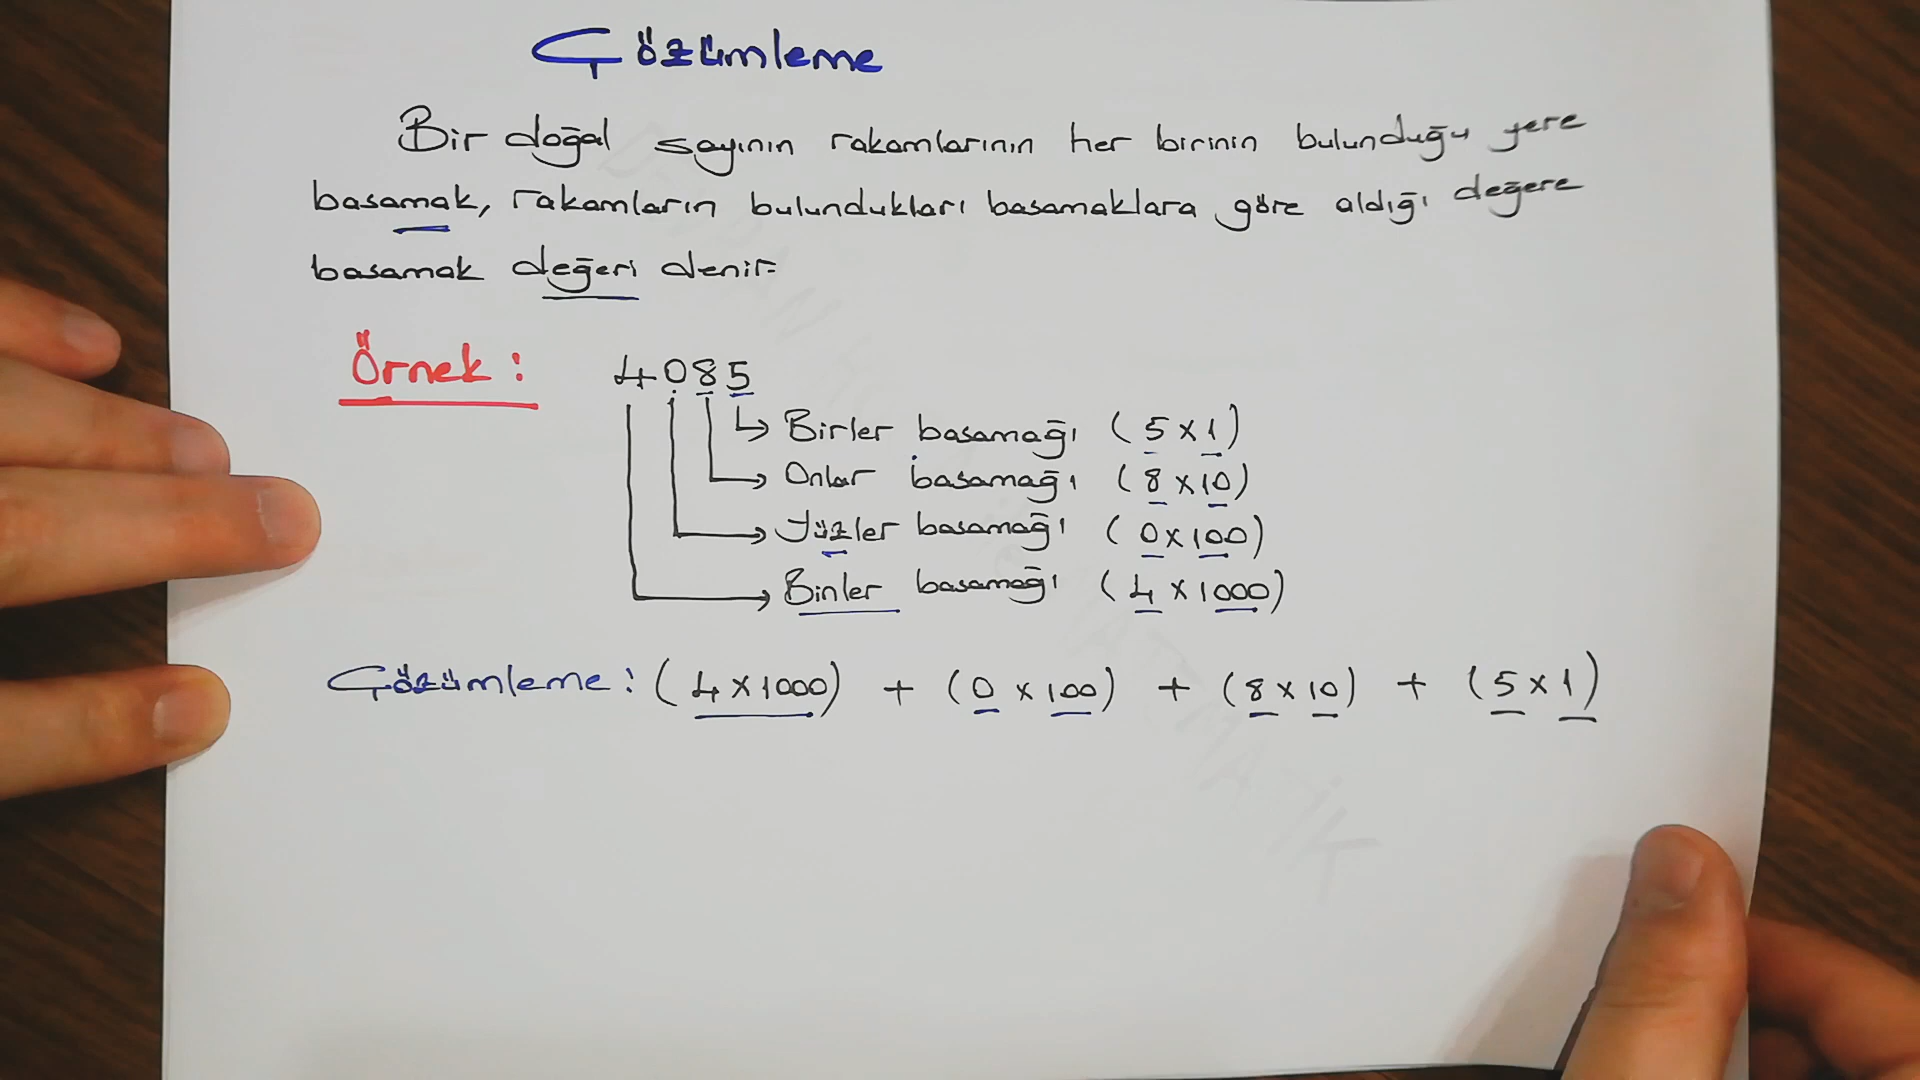 Çözümleme
Bir doğal sayının rakamlarının her birinin bulunduğu yere
basamak, rakamların bulundukları basamaklara göre aldığı değere
basamak değeri denir.
Örnek: 4085
Birler basamağı (5x1)
Onlar basamağı (8x10)
Yüzler basamağı (0x100)
Binler basamağı (4x1000)
Çözümleme: (4x1000) + (0x100) + (8x10) + (5x1)